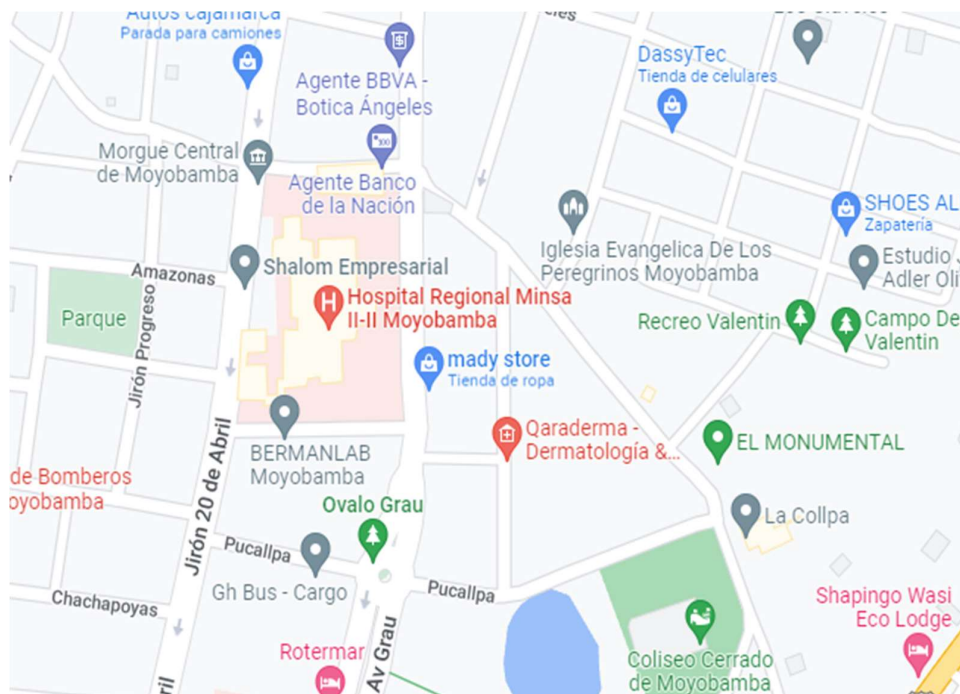 Autos cajamarca
Parada para camiones
Agente BBVA -
Botica Ángeles
DassyTec
Tienda de celulares
Morgue Central
de Moyobamba
Agente Banco
de la Nación
SHOES AL
Zapatería
Iglesia Evangelica De Los
Peregrinos Moyobamba
Estudio J
Adler Oli
Amazonas
Shalom Empresarial
Parque
Jirón Progreso
Hospital Regional Minsa
II-II Moyobamba
Recreo Valentin
Campo De
Valentin
mady store
Tienda de ropa
Qaraderma -
Dermatología &...
EL MONUMENTAL
BERMANLAB
Moyobamba
de Bomberos
oyobamba
Jirón 20 de Abril
Ovalo Grau
La Collpa
Pucallpa
Gh Bus - Cargo
Pucallpa
Chachapoyas
Shapingo Wasi
Eco Lodge
Av Grau
Rotermar
Coliseo Cerrado
de Moyobamba